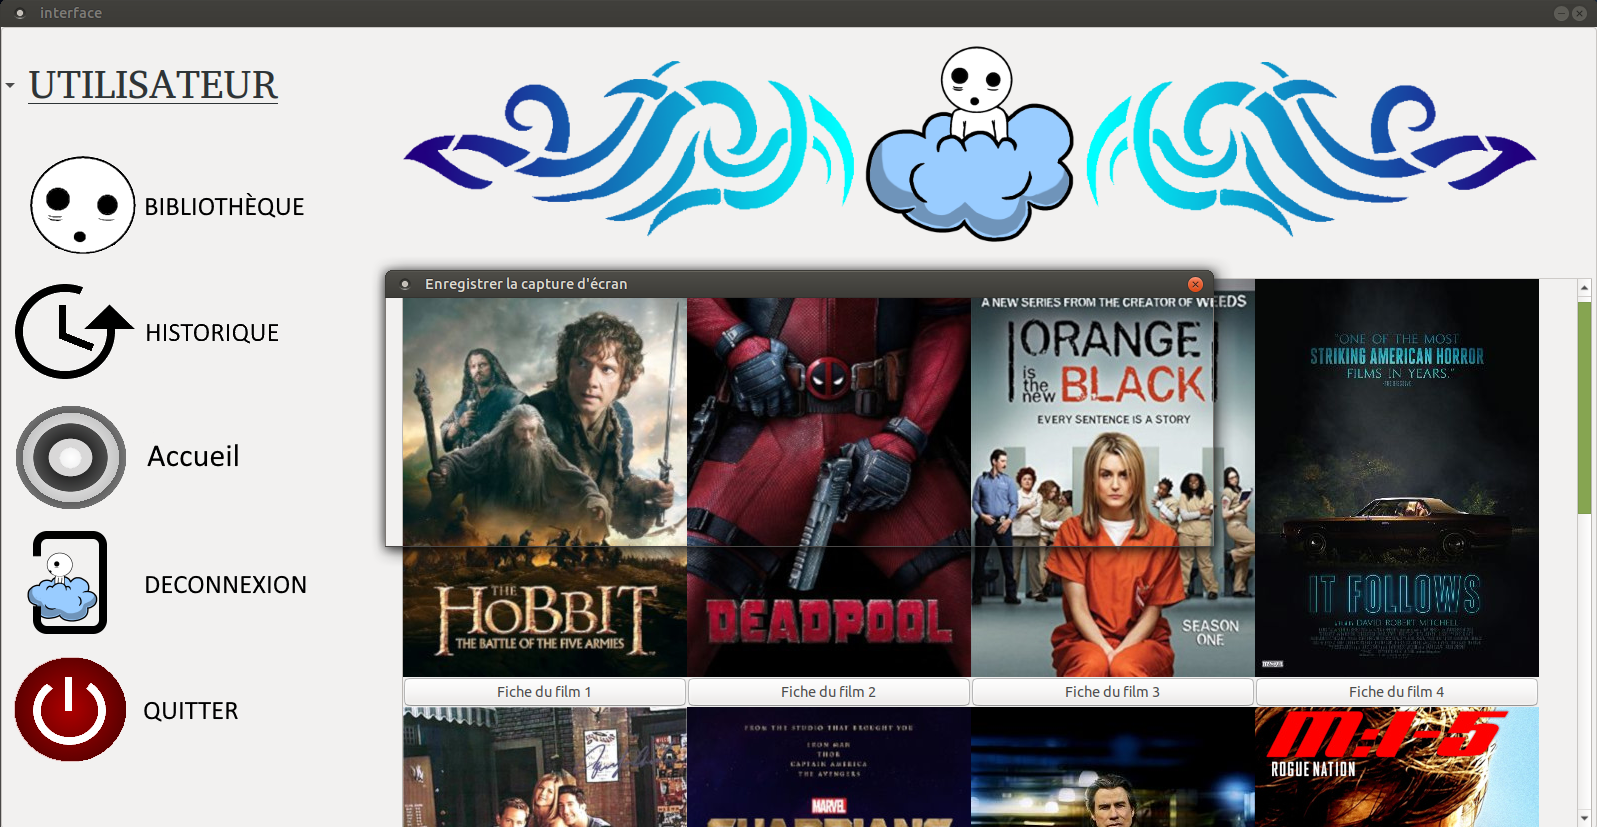 interface
UTILISATEUR
BIBLIOTHÈQUE
HISTORIQUE
Accueil
DECONNEXION
QUITTER
Enregistrer la capture d'écran
THE
HOBBIT
THE BATTLE OF THE FIVE ARMIES
DEADPOOL
A NEW SERIES FROM THE CREATOR OF WEEDS
ORANGE
is
the
new
BLACK
EVERY SENTENCE IS A STORY
SEASON
ONE
"ONE OF THE MOST
STRIKING AMERICAN HORROR
FILMS IN YEARS."
IT FOLLOWS
DAVID ROBERT MITCHELL
Fiche du film 1
Fiche du film 2
Fiche du film 3
Fiche du film 4
FROM THE STUDIO THAT BROUGHT YOU
IRON MAN
THOR
CAPTAIN AMERICA
THE AVENGERS
MARVEL
GUARDIANS
M:I-5
ROGUE NATION